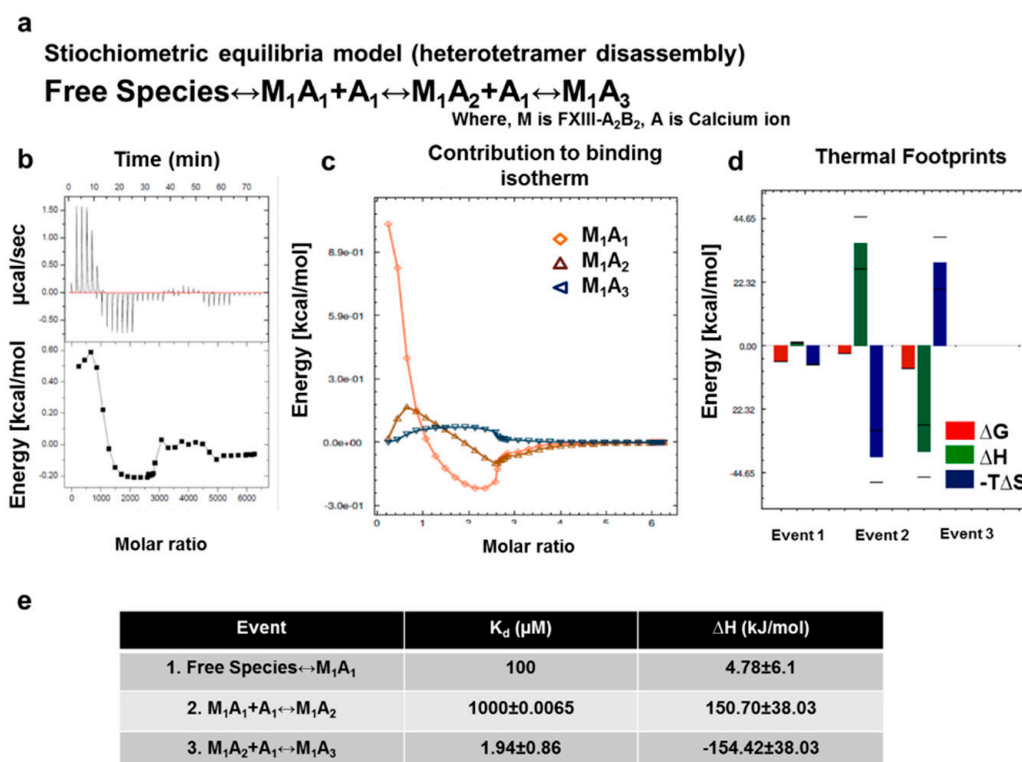 a
Stiochiometric equilibria model (heterotetramer disassembly)
Free Species↔M₁A₁+A₁↔M₁A₂+A₁↔M₁A₃
Where, M is FXIII-A₂B₂, A is Calcium ion
b
Time (min)
0 10 20 30 40 50 60 70
µcal/sec
1.50
1.00
0.50
0.00
-0.50
Energy [kcal/mol]
0.60
0.40
0.20
0.00
-0.20
0 1000 2000 3000 4000 5000 6000
Molar ratio
c
Contribution to binding
isotherm
Energy [kcal/mol]
8.9e-01
5.9e-01
3.0e-01
0.0e+00
-3.0e-01
M₁A₁
M₁A₂
M₁A₃
0 1 2 3 4 5 6
Molar ratio
d
Thermal Footprints
Energy [kcal/mol]
44.65
22.32
0.00
22.32
-44.65
ΔG
ΔH
-TΔS
Event 1 Event 2 Event 3
e
Event K_d (µM) ΔH (kJ/mol)
1. Free Species↔M₁A₁ 100 4.78±6.1
2. M₁A₁+A₁↔M₁A₂ 1000±0.0065 150.70±38.03
3. M₁A₂+A₁↔M₁A₃ 1.94±0.86 -154.42±38.03